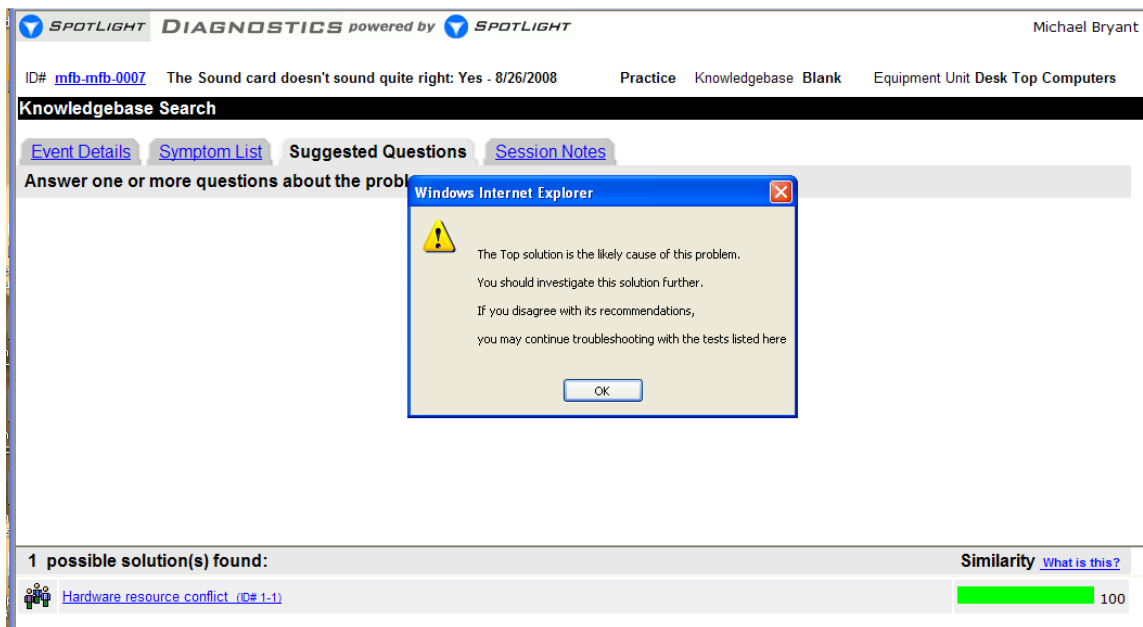 SPOTLIGHT DIAGNOSTICS powered by SPOTLIGHT Michael Bryant
ID# mfb-mfb-0007 The Sound card doesn't sound quite right: Yes - 8/26/2008 Practice Knowledgebase Blank Equipment Unit Desk Top Computers
Knowledgebase Search
Event Details Symptom List Suggested Questions Session Notes
Answer one or more questions about the
Windows Internet Explorer
The Top solution is the likely cause of this problem.
You should investigate this solution further.
If you disagree with its recommendations,
you may continue troubleshooting with the tests listed here
OK
1 possible solution(s) found: Similarity What is this?
Hardware resource conflict (ID# 1-1) 100